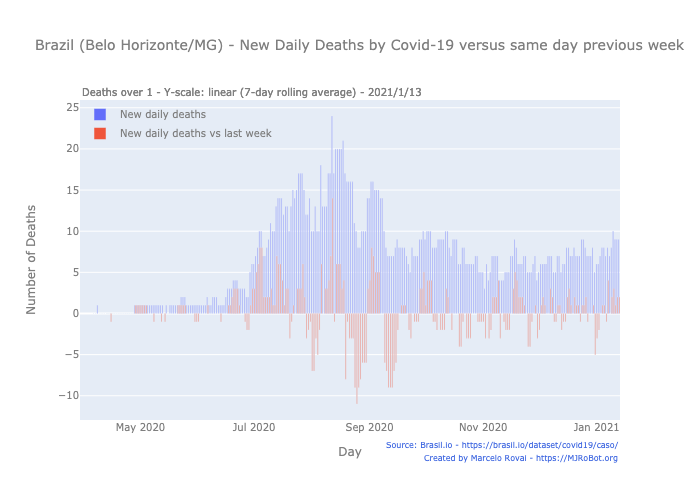 Brazil (Belo Horizonte/MG) - New Daily Deaths by Covid-19 versus same day previous week
Deaths over 1 - Y-scale: linear (7-day rolling average) - 2021/1/13
New daily deaths
New daily deaths vs last week
Number of Deaths
25
20
15
10
5
0
−5
−10
May 2020 Jul 2020 Sep 2020 Nov 2020 Jan 2021
Day
Source: Brasil.io - https://brasil.io/dataset/covid19/caso/
Created by Marcelo Rovai - https://MJRoBot.org